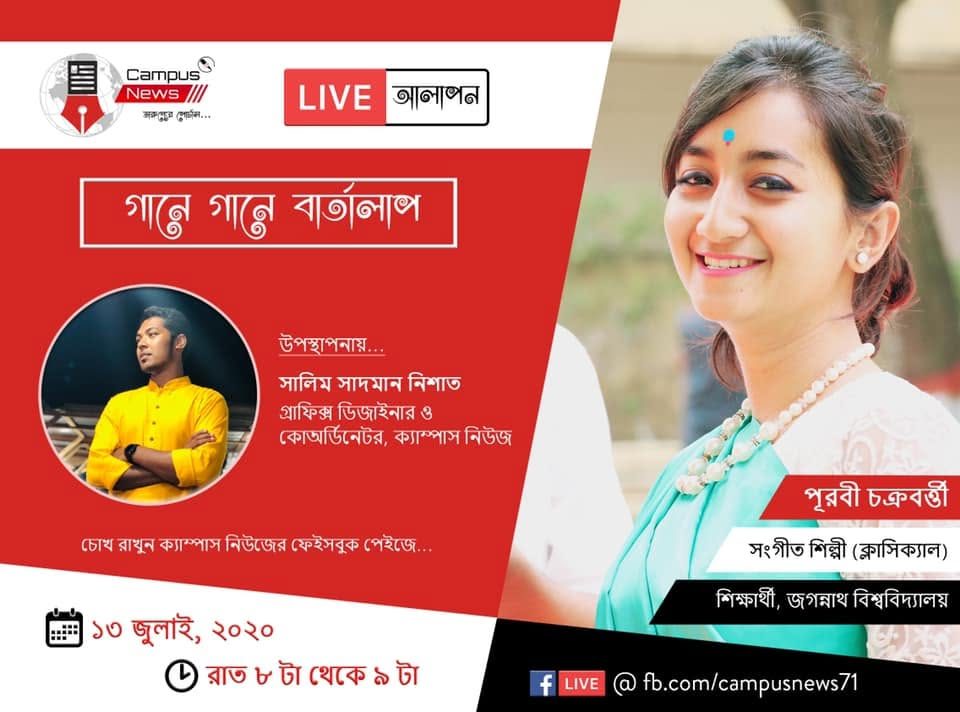 Campus
News
তারুণ্যের পোর্টাল...
LIVE আলাপন
গানে গানে বার্তালাপ
উপস্থাপনায়...
সালিম সাদমান নিশাত
গ্রাফিক্স ডিজাইনার ও
কোঅর্ডিনেটর, ক্যাম্পাস নিউজ
চোখ রাখুন ক্যাম্পাস নিউজের ফেইসবুক পেইজে...
১৩ জুলাই, ২০২০
রাত ৮ টা থেকে ৯ টা
পূরবী চক্রবর্ত্তী
সংগীত শিল্পী (ক্লাসিক্যাল)
শিক্ষার্থী, জগন্নাথ বিশ্ববিদ্যালয়
f LIVE @ fb.com/campusnews71